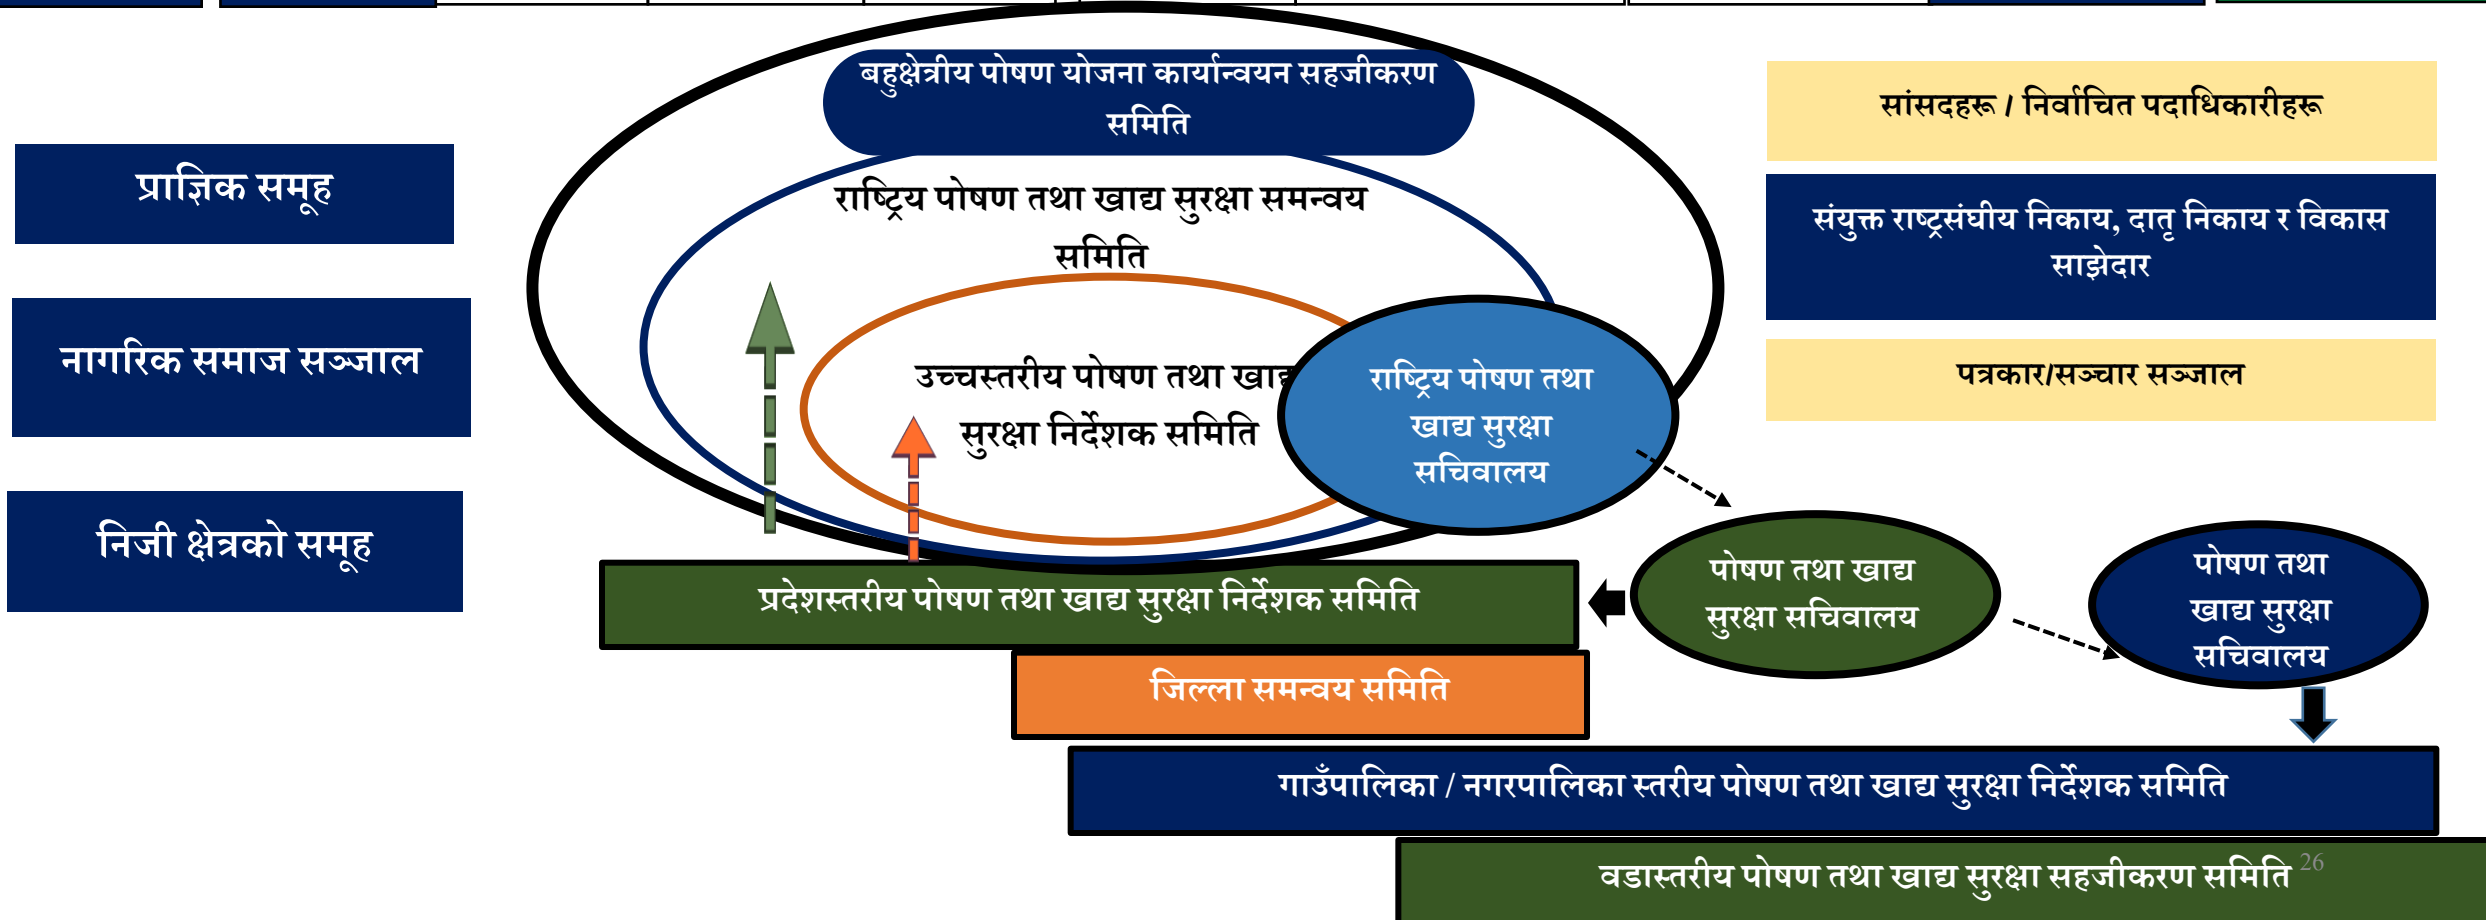 बहुक्षेत्रीय पोषण योजना कार्यान्वयन सहजीकरण
समिति
राष्ट्रिय पोषण तथा खाद्य सुरक्षा समन्वय
समिति
उच्चस्तरीय पोषण तथा
सुरक्षा निर्देशक समिति
राष्ट्रिय पोषण तथा
खाद्य सुरक्षा
सचिवालय
प्राज्ञिक समूह
नागरिक समाज सञ्जाल
निजी क्षेत्रको समूह
सांसदहरू / निर्वाचित पदाधिकारीहरू
संयुक्त राष्ट्रसंघीय निकाय, दातृ निकाय र विकास
साझेदार
पत्रकार/सञ्चार सञ्जाल
पोषण तथा खाद्य
सुरक्षा सचिवालय
पोषण तथा
खाद्य सुरक्षा
सचिवालय
प्रदेशस्तरीय पोषण तथा खाद्य सुरक्षा निर्देशक समिति
जिल्ला समन्वय समिति
गाउँपालिका / नगरपालिका स्तरीय पोषण तथा खाद्य सुरक्षा निर्देशक समिति
वडास्तरीय पोषण तथा खाद्य सुरक्षा सहजीकरण समिति
26